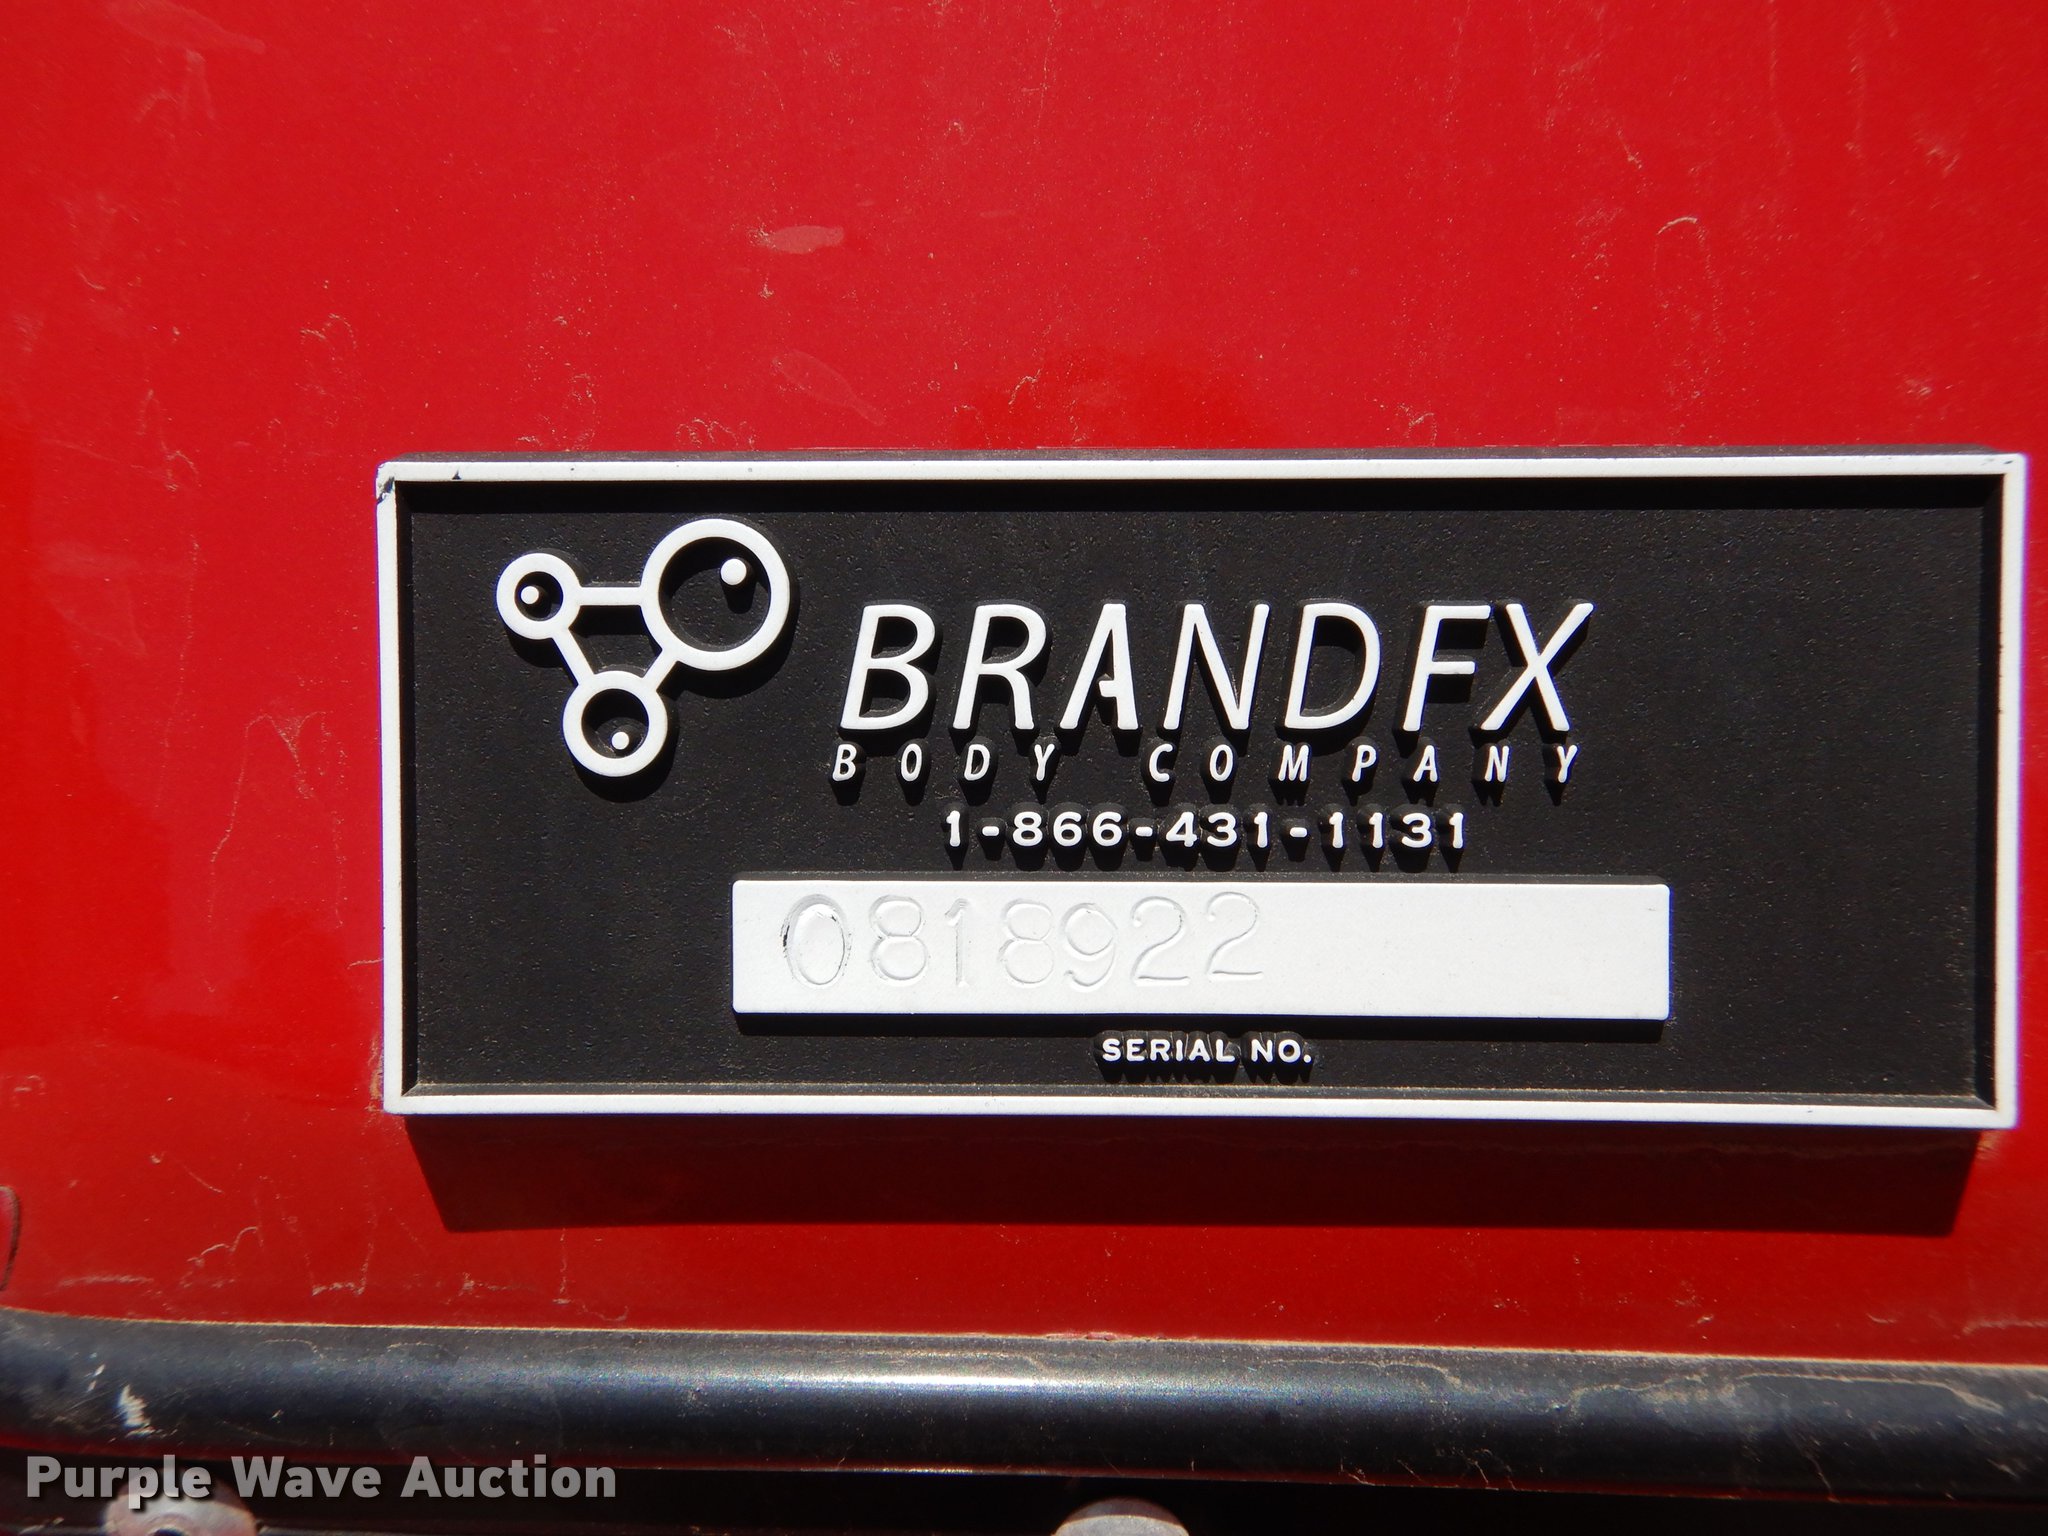 BRANDFX
BODY COMPANY
1-866-431-1131
0818922
SERIAL NO.
Purple Wave Auction